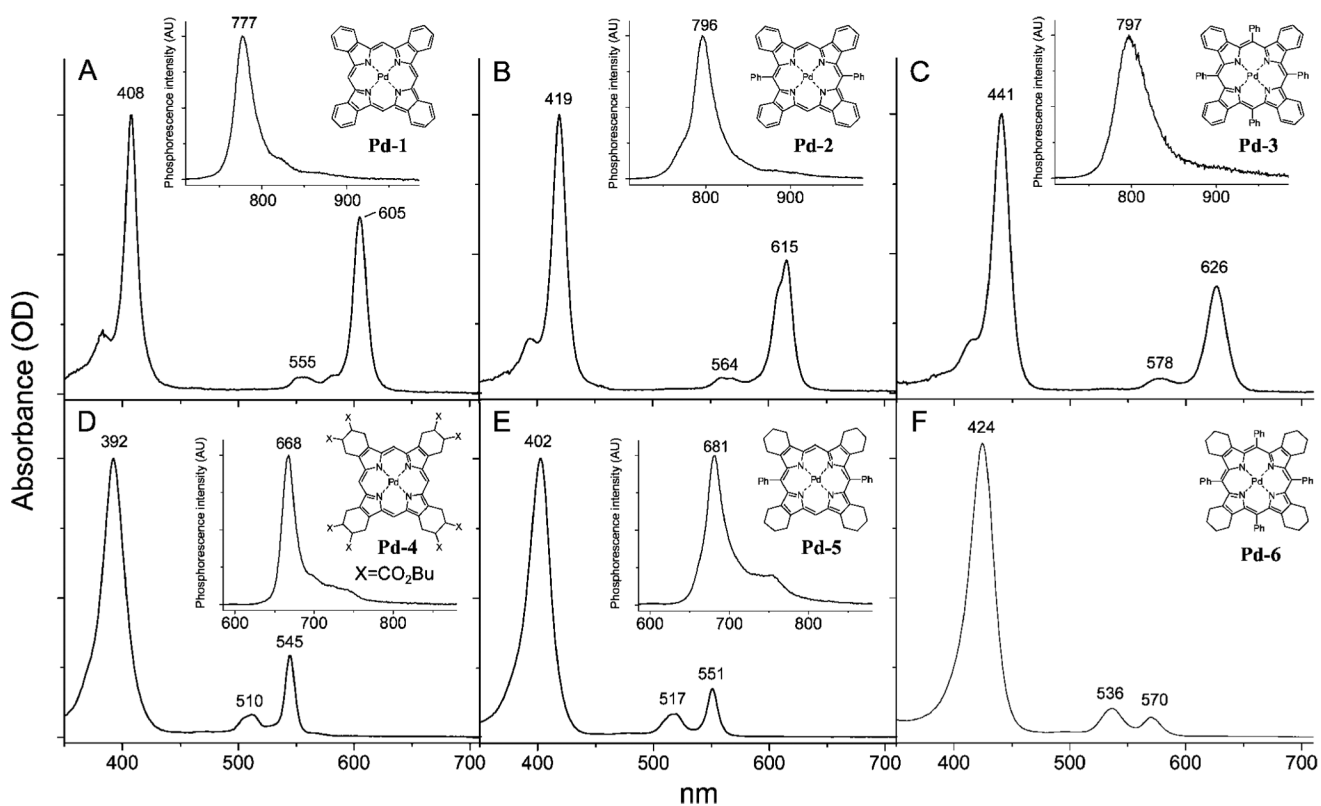 Absorbance (OD)
A
408
555
605
Phosphorescence intensity (AU)
777
800
900
N
N
N
N
Pd
Pd-1
B
419
564
615
Phosphorescence intensity (AU)
796
800
900
Ph
Ph
N
N
N
N
Pd
Pd-2
C
441
578
626
Phosphorescence intensity (AU)
797
800
900
Ph
Ph
Ph
Ph
N
N
N
N
Pd
Pd-3
D
392
510
545
Phosphorescence intensity (AU)
668
600
700
800
X
X
X
X
X
X
X
X
N
N
N
N
Pd
Pd-4
X=CO₂Bu
400
500
600
700
E
402
517
551
Phosphorescence intensity (AU)
681
600
700
800
Ph
Ph
N
N
N
N
Pd
Pd-5
400
500
600
700
F
424
536
570
Ph
Ph
Ph
Ph
N
N
N
N
Pd
Pd-6
400
500
600
700
nm